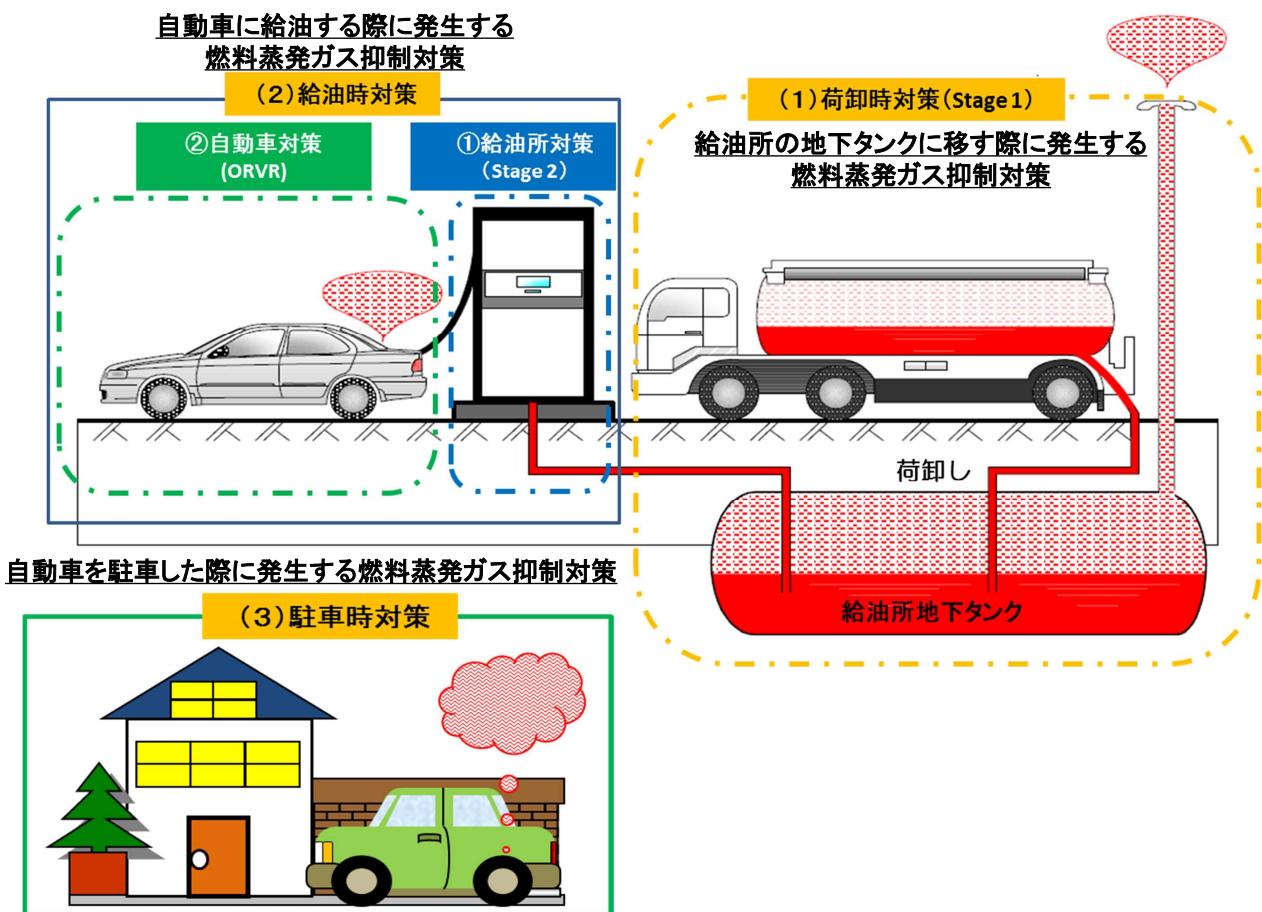 自動車に給油する際に発生する
燃料蒸発ガス抑制対策
(2)給油時対策
②自動車対策
(ORVR)
①給油所対策
(Stage 2)
(1)荷卸時対策(Stage 1)
給油所の地下タンクに移す際に発生する
燃料蒸発ガス抑制対策
荷卸し
給油所地下タンク
自動車を駐車した際に発生する燃料蒸発ガス抑制対策
(3)駐車時対策